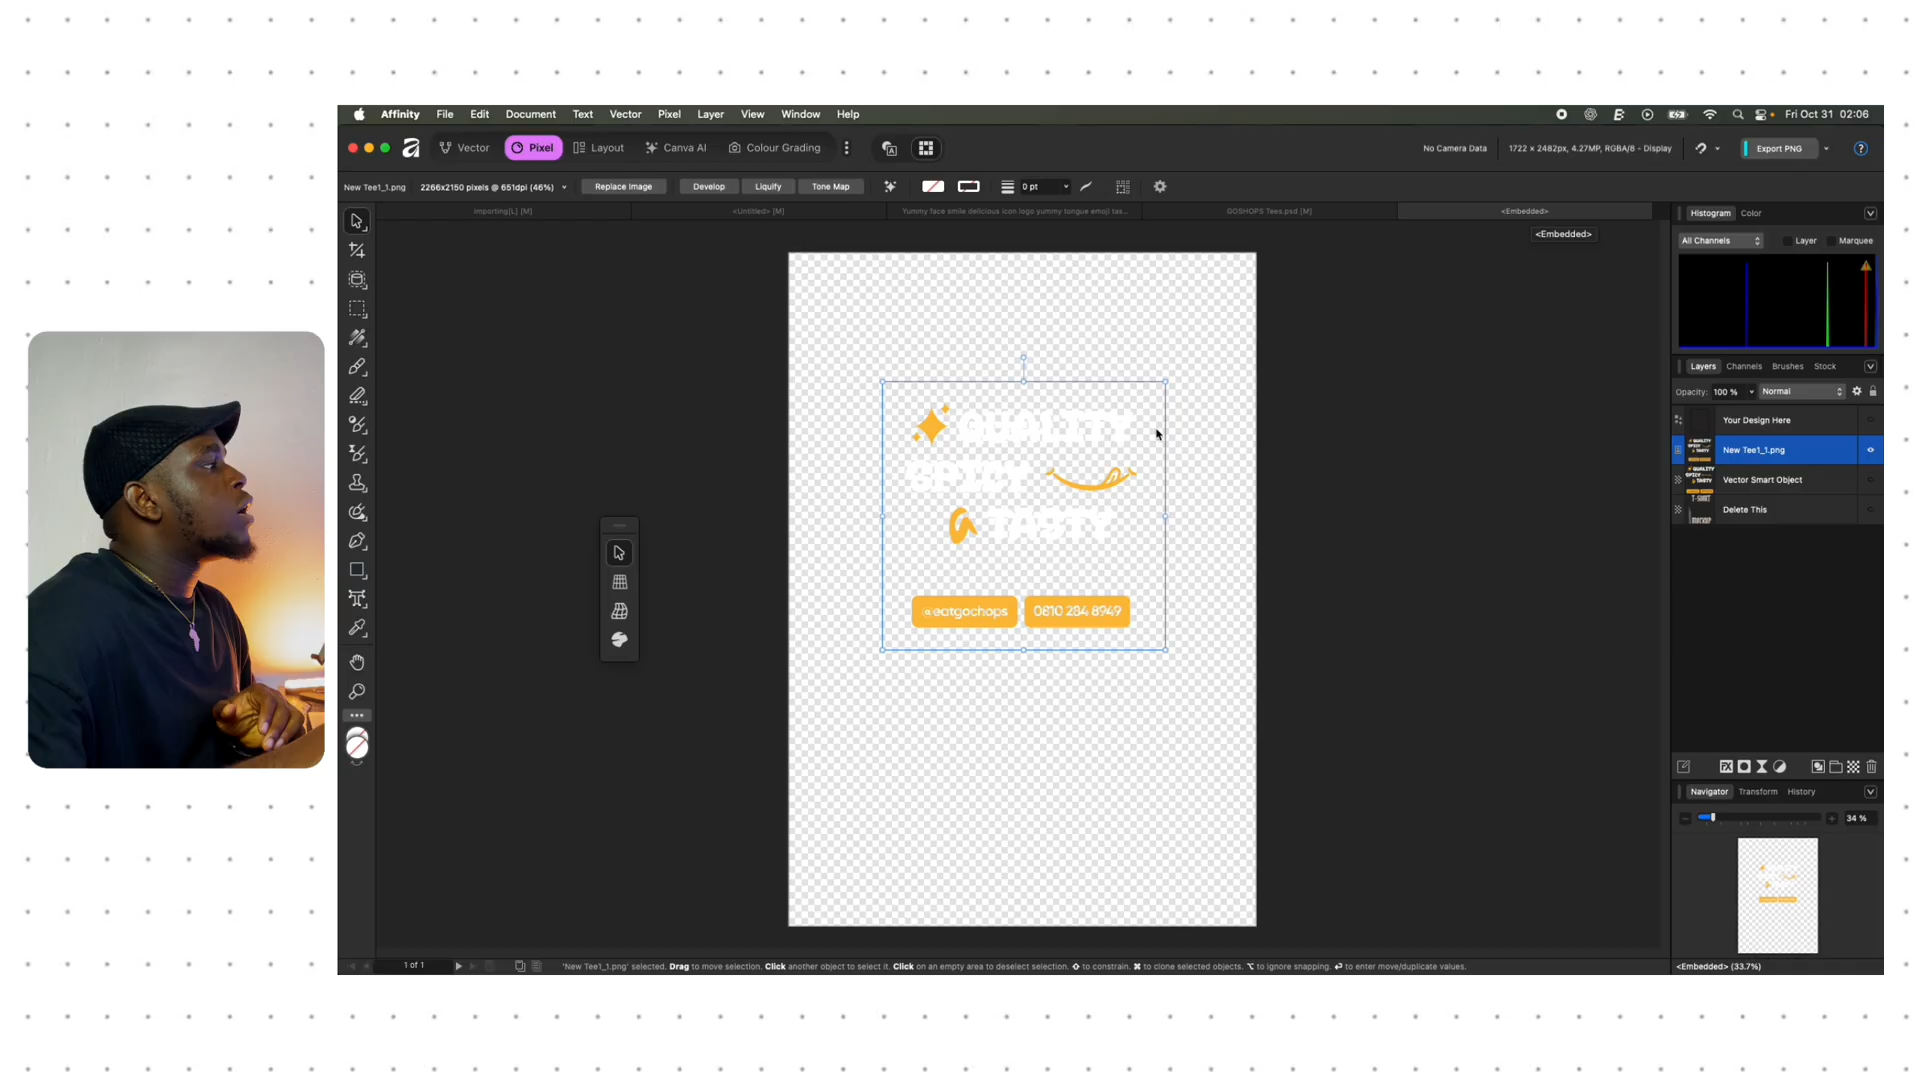 Affinity File Edit Document Text Vector Pixel Layer View Window Help
Fri Oct 31 02:06
Vector Pixel Layout Canva AI Colour Grading
No Camera Data 1722 x 2482px, 4.27MP, RGBA/8 - Display Export PNG
New Tee1_1.png 2266x2150 pixels @ 651dpi (46%) Replace Image Develop Liquify Tone Map 0 pt
Importing[L] [M] <Untitled> [M] Yummy face smile delicious icon logo yummy tongue emoji tas... GOSHOPS Tees.psd [M] <Embedded>
<Embedded>
Histogram Color
All Channels Layer Marquee
Layers Channels Brushes Stock
Opacity: 100 % Normal
Your Design Here
New Tee1_1.png
Vector Smart Object
Delete This
QUALITY
SPICY
TASTY
@eatgochops 0810 284 8949
Navigator Transform History
34 %
<Embedded> (33.7%)
1 of 1
'New Tee1_1.png' selected. Drag to move selection. Click another object to select it. Click on an empty area to deselect selection. ⇧ to constrain. ⌘ to clone selected objects. ⌥ to ignore snapping. ↩ to enter move/duplicate values.